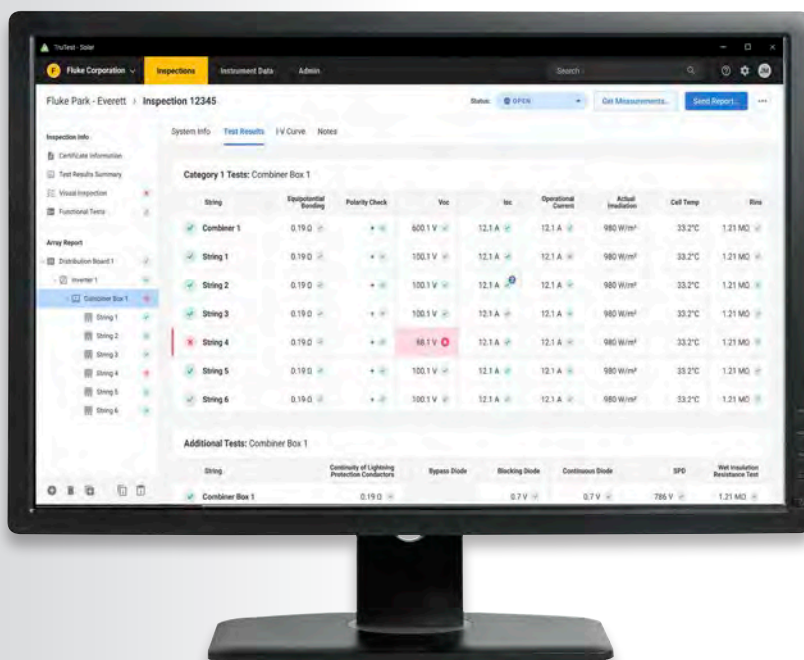 TruTest - Solar
F Fluke Corporation Inspections Instrument Data Admin Search JM
Fluke Park - Everett > Inspection 12345 Status: OPEN Get Measurements... Send Report... ...
Inspection Info
Certificate Information
Test Results Summary
Visual Inspection
Functional Tests
Array Report
Distribution Board 1
Inverter 1
Combiner Box 1
String 1
String 2
String 3
String 4
String 5
String 6
System Info Test Results I-V Curve Notes
Category 1 Tests: Combiner Box 1
String Equipotential Bonding Polarity Check Voc Isc Operational Current Actual Irradiation Cell Temp Rins
Combiner 1 0.19 Ω + 600.1 V 12.1 A 12.1 A 980 W/m² 33.2°C 1.21 MΩ
String 1 0.19 Ω + 100.1 V 12.1 A 12.1 A 980 W/m² 33.2°C 1.21 MΩ
String 2 0.19 Ω + 100.1 V 12.1 A 12.1 A 980 W/m² 33.2°C 1.21 MΩ
String 3 0.19 Ω + 100.1 V 12.1 A 12.1 A 980 W/m² 33.2°C 1.21 MΩ
String 4 0.19 Ω + 12.1 A 12.1 A 980 W/m² 33.2°C 1.21 MΩ
String 5 0.19 Ω + 100.1 V 12.1 A 12.1 A 980 W/m² 33.2°C 1.21 MΩ
String 6 0.19 Ω + 100.1 V 12.1 A 12.1 A 980 W/m² 33.2°C 1.21 MΩ
Additional Tests: Combiner Box 1
String Continuity of Lightning Protection Conductors Bypass Diode Blocking Diode Continuous Diode SPD Wet Insulation Resistance Test
Combiner Box 1 0.19 Ω 0.7 V 0.7 V 786 V 1.21 MΩ